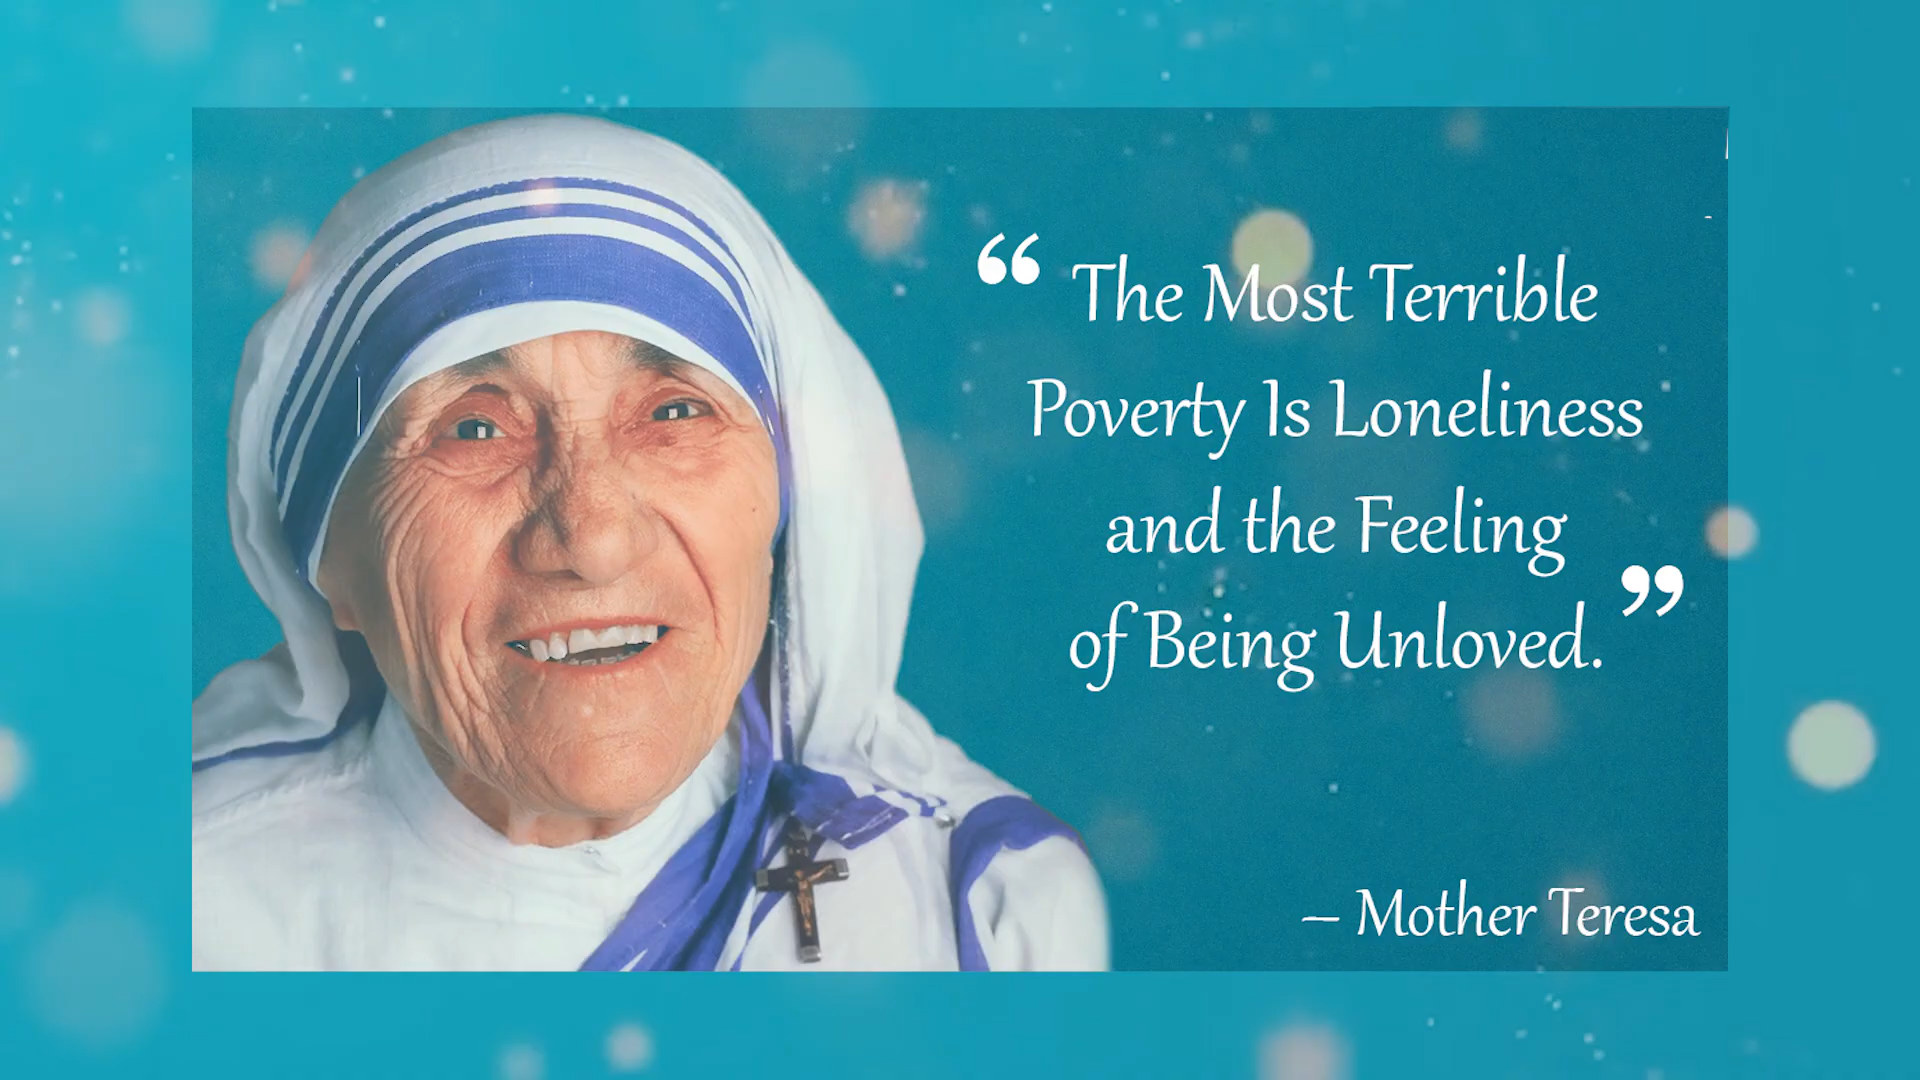 “ The Most Terrible
Poverty Is Loneliness
and the Feeling
of Being Unloved. ”
– Mother Teresa